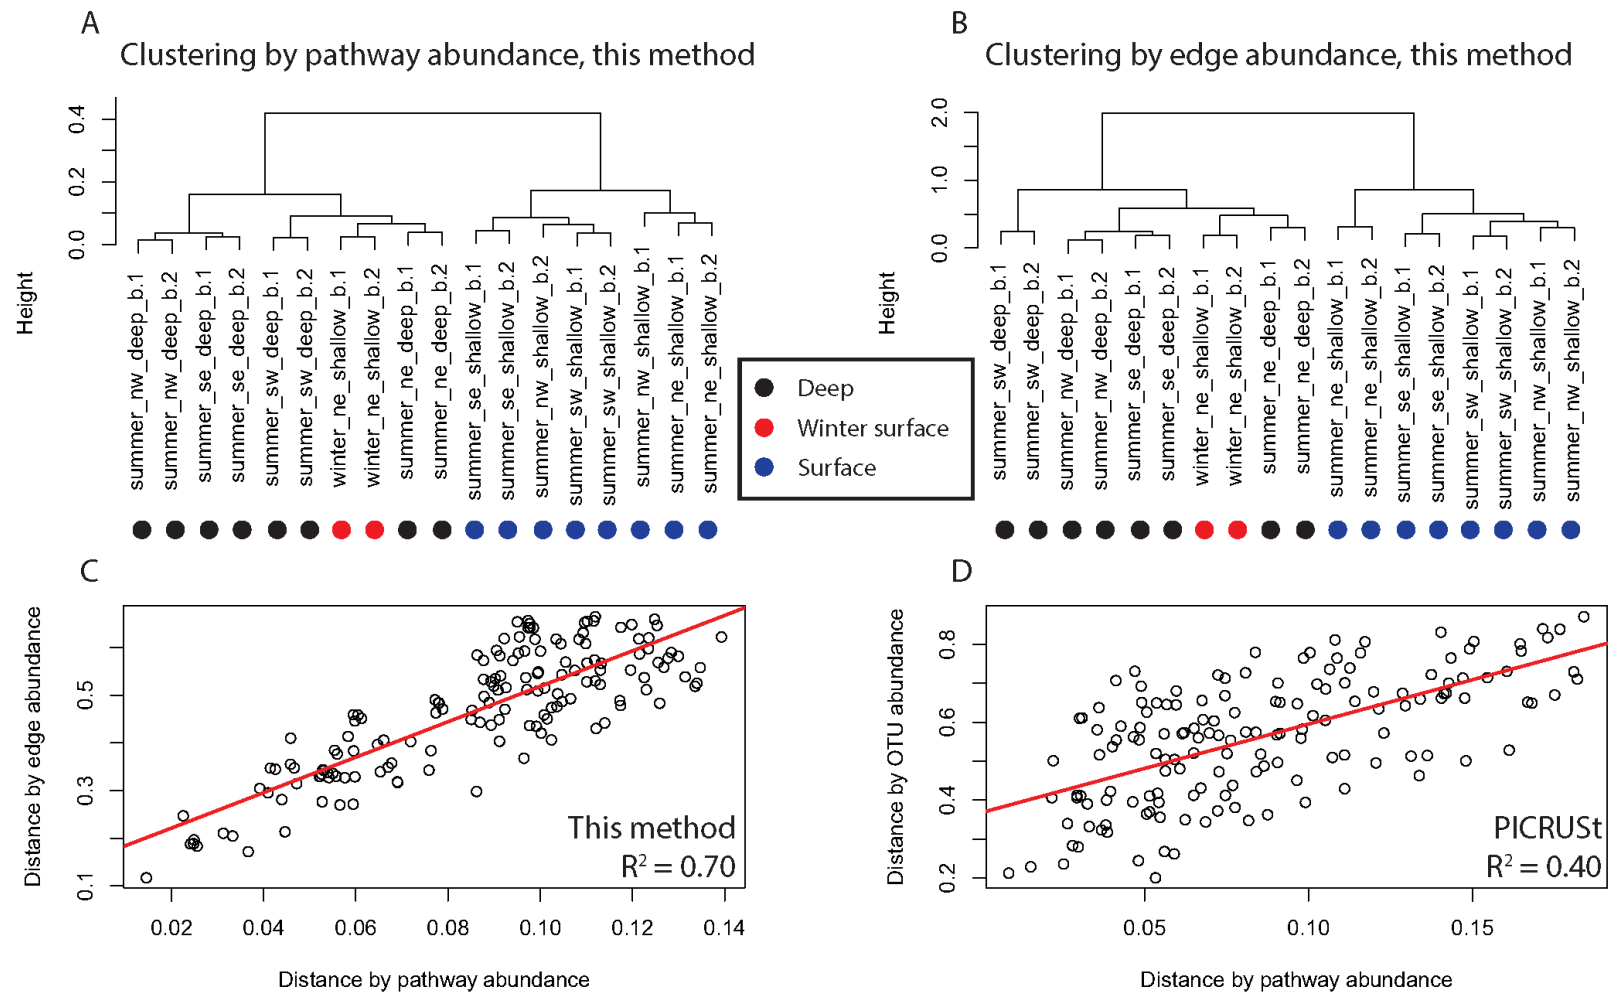 A
Clustering by pathway abundance, this method
Height
0.0
0.2
0.4
summer_nw_deep_b.1
summer_nw_deep_b.2
summer_se_deep_b.1
summer_se_deep_b.2
summer_sw_deep_b.1
summer_sw_deep_b.2
winter_ne_shallow_b.1
winter_ne_shallow_b.2
summer_ne_deep_b.1
summer_ne_deep_b.2
summer_se_shallow_b.1
summer_se_shallow_b.2
summer_nw_shallow_b.2
summer_sw_shallow_b.1
summer_sw_shallow_b.2
summer_nw_shallow_b.1
summer_ne_shallow_b.1
summer_ne_shallow_b.2
B
Clustering by edge abundance, this method
Height
0.0
1.0
2.0
summer_sw_deep_b.1
summer_sw_deep_b.2
summer_nw_deep_b.1
summer_nw_deep_b.2
summer_se_deep_b.1
summer_se_deep_b.2
winter_ne_shallow_b.1
winter_ne_shallow_b.2
summer_ne_deep_b.1
summer_ne_deep_b.2
summer_ne_shallow_b.1
summer_ne_shallow_b.2
summer_se_shallow_b.1
summer_se_shallow_b.2
summer_sw_shallow_b.1
summer_sw_shallow_b.2
summer_nw_shallow_b.1
summer_nw_shallow_b.2
Deep
Winter surface
Surface
C
Distance by edge abundance
0.1
0.3
0.5
This method
R² = 0.70
0.02 0.04 0.06 0.08 0.10 0.12 0.14
Distance by pathway abundance
D
Distance by OTU abundance
0.2
0.4
0.6
0.8
PICRUSt
R² = 0.40
0.05 0.10 0.15
Distance by pathway abundance